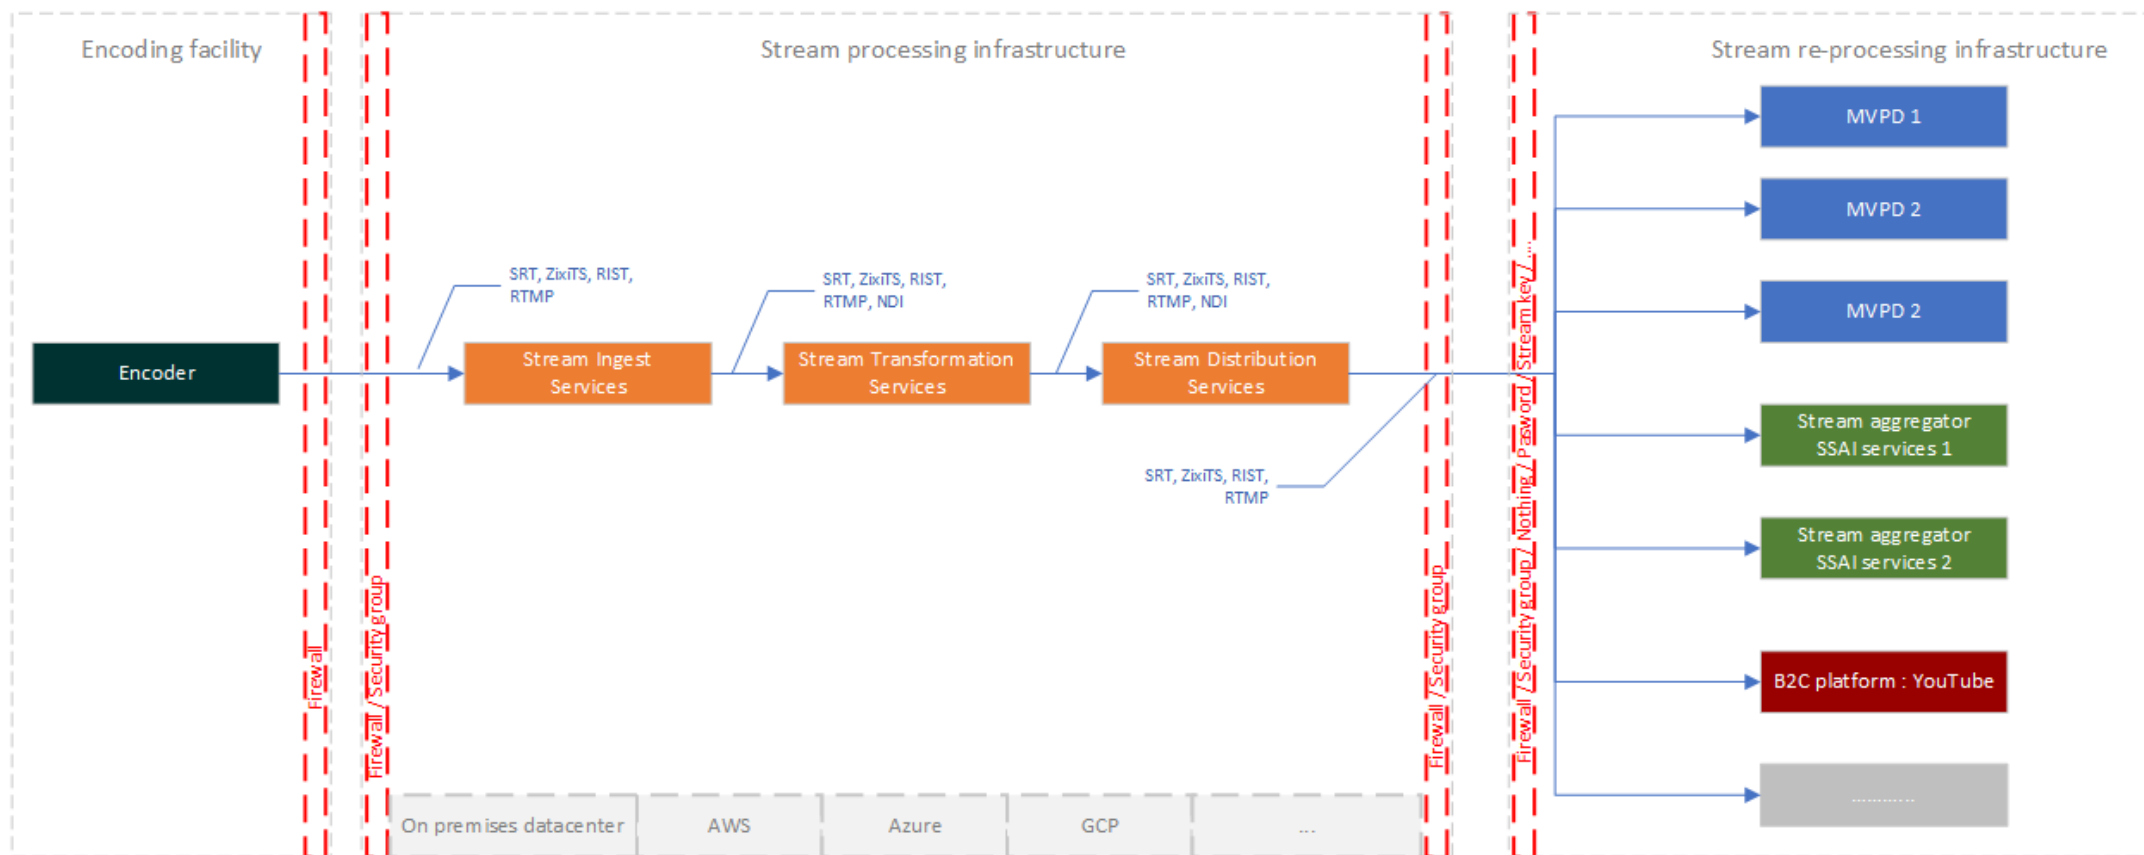 Encoding facility
Stream processing infrastructure
Stream re-processing infrastructure
MVPD 1
MVPD 2
MVPD 2
SRT, ZixiTS, RIST,
RTMP
SRT, ZixiTS, RIST,
RTMP, NDI
SRT, ZixiTS, RIST,
RTMP, NDI
Encoder
Stream Ingest
Services
Stream Transformation
Services
Stream Distribution
Services
SRT, ZixiTS, RIST,
RTMP
Stream aggregator
SSAI services 1
Stream aggregator
SSAI services 2
B2C platform : YouTube
...........
Firewall
Firewall / Security group
Firewall / Security group
Firewall / Security group / Nothing / Pasword / Stream key / ....
On premises datacenter
AWS
Azure
GCP
...